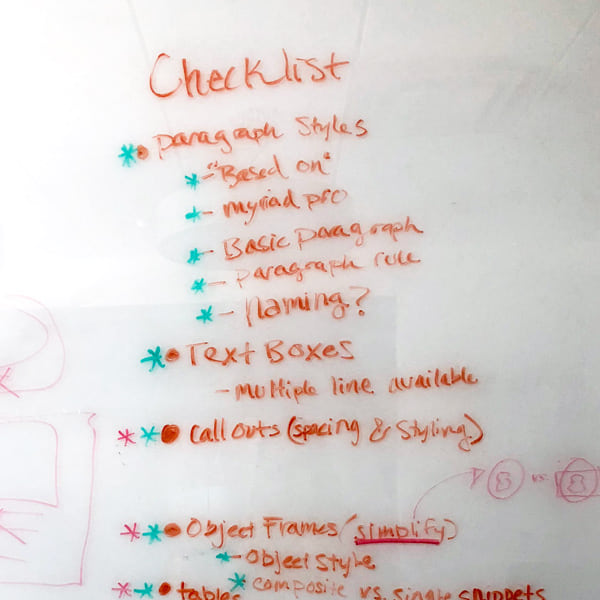 Checklist
* • Paragraph Styles
* - "Based on"
* - Myriad pro
* - Basic paragraph
* - Paragraph rule
* - Naming?
* • Text Boxes
- Multiple line available
* * • Call Outs (spacing & Styling)
8 vs. 8
* * • Object Frames (simplify)
* - Object Style
* * • tables * composite vs. single snippets